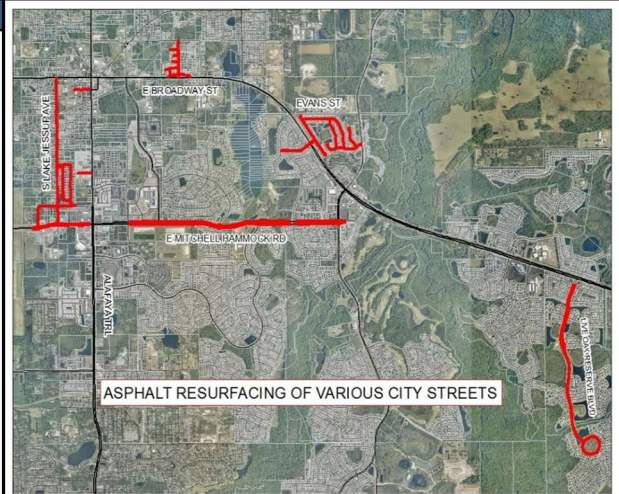 E BROADWAY ST
EVANS ST
S LAKE JESSUP AVE
E MITCHELL HAMMOCK RD
ALAFAYA TRL
LIVE OAK RESERVE BLVD
ASPHALT RESURFACING OF VARIOUS CITY STREETS